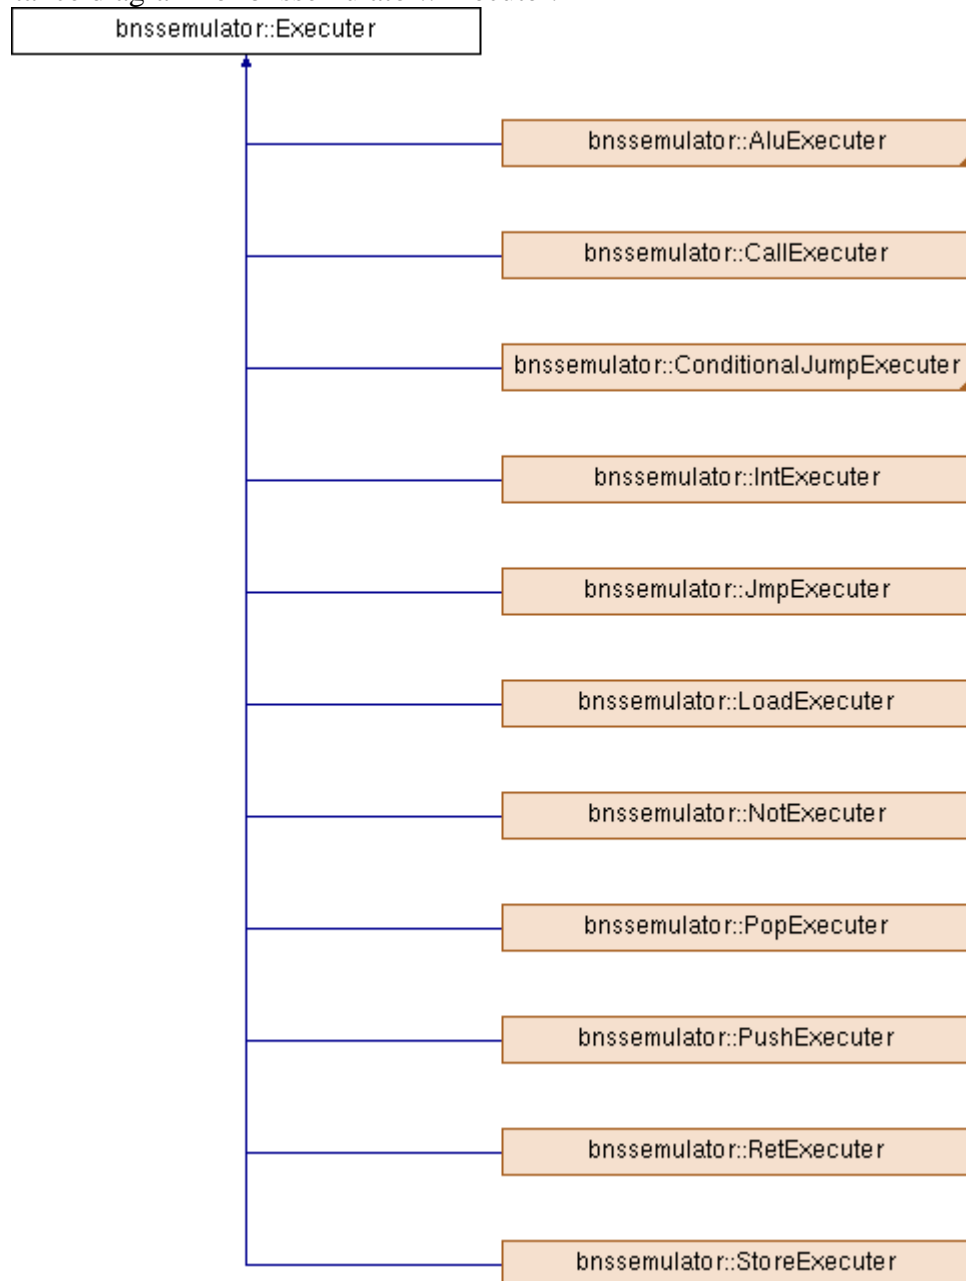 bnssemulator::Executer
bnssemulator::AluExecuter
bnssemulator::CallExecuter
bnssemulator::ConditionalJumpExecuter
bnssemulator::IntExecuter
bnssemulator::JmpExecuter
bnssemulator::LoadExecuter
bnssemulator::NotExecuter
bnssemulator::PopExecuter
bnssemulator::PushExecuter
bnssemulator::RetExecuter
bnssemulator::StoreExecuter